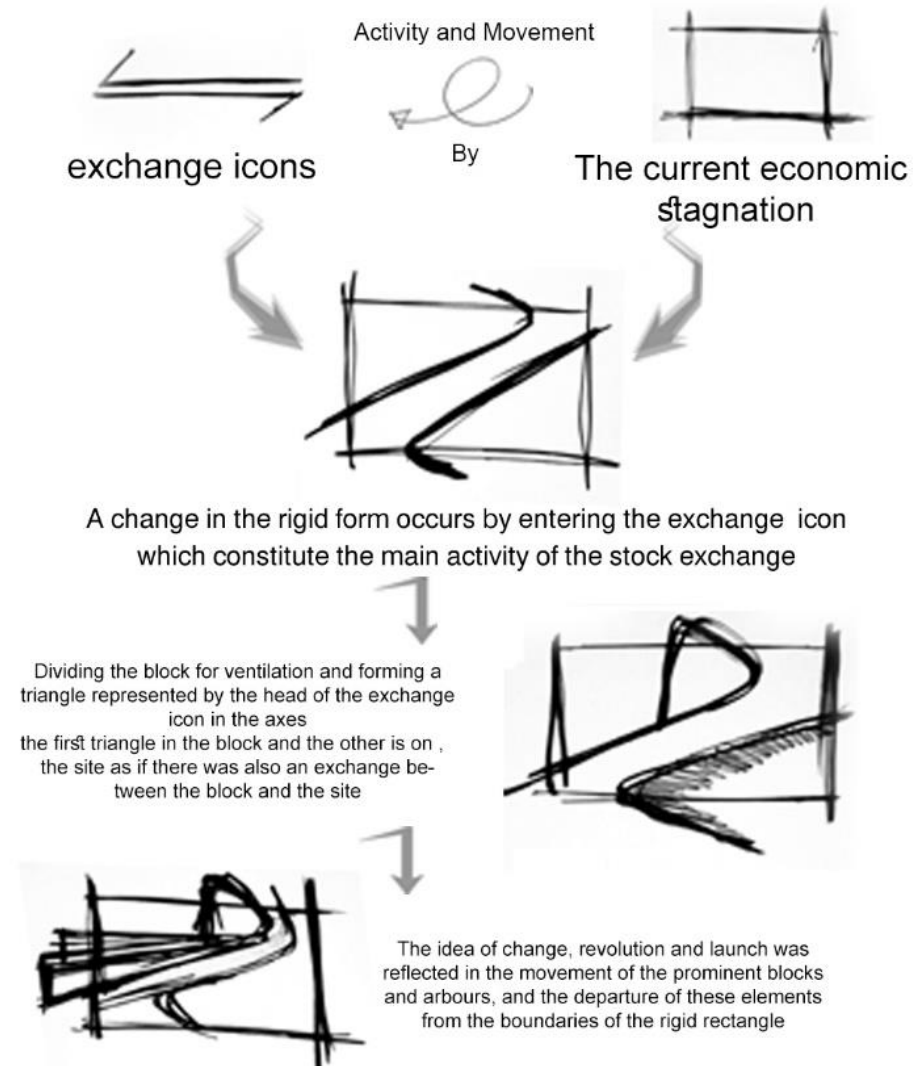 Activity and Movement
By
exchange icons
The current economic
stagnation
A change in the rigid form occurs by entering the exchange icon
which constitute the main activity of the stock exchange
Dividing the block for ventilation and forming a
triangle represented by the head of the exchange
icon in the axes
the first triangle in the block and the other is on ,
the site as if there was also an exchange be-
tween the block and the site
The idea of change, revolution and launch was
reflected in the movement of the prominent blocks
and arbours, and the departure of these elements
from the boundaries of the rigid rectangle